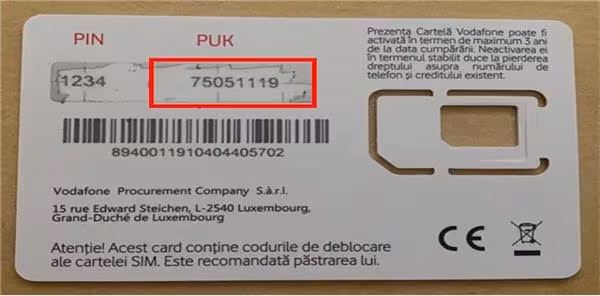 PIN PUK
1234 75051119
8940011910404405702
Vodafone Procurement Company S.à.r.l.
15 rue Edward Steichen, L-2540 Luxembourg,
Grand-Duché de Luxembourg
Atenție! Acest card conține codurile de deblocare
ale cartelei SIM. Este recomandată păstrarea lui.
Prezenta Cartelă Vodafone poate fi
activată în termen de maximum 3 ani
de la data cumpărării. Neactivarea ei
în termenul stabilit duce la pierderea
dreptului asupra numărului de
telefon și creditului existent.
CE